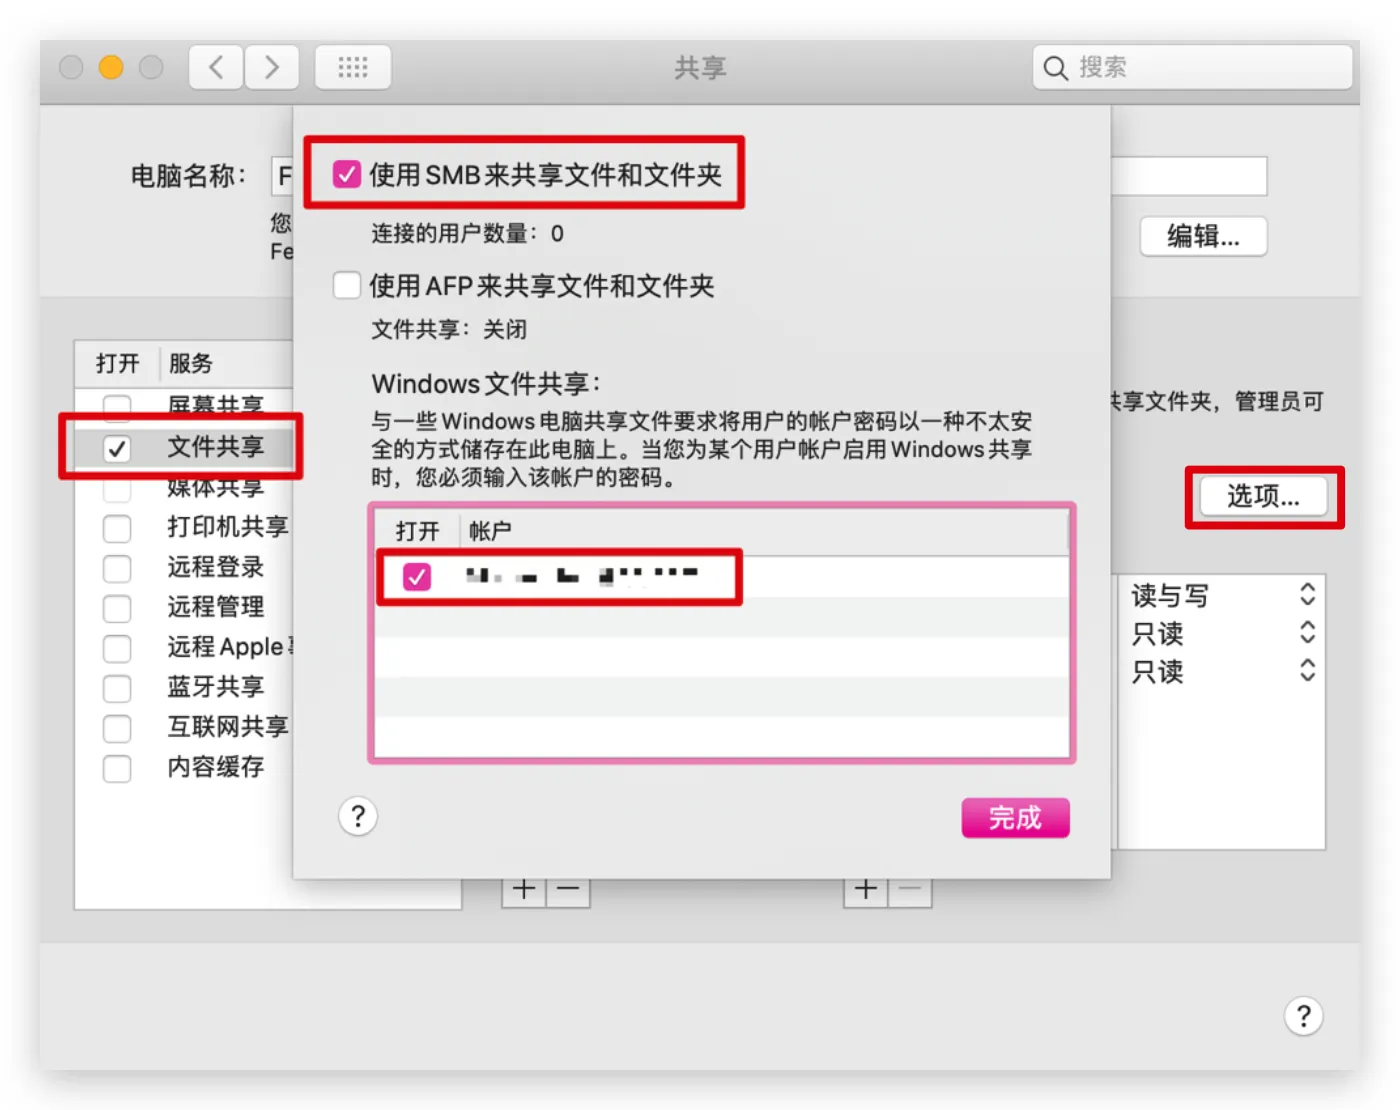 共享
搜索
电脑名称：
F
您
Fe
编辑...
使用 SMB 来共享文件和文件夹
连接的用户数量：0
使用 AFP 来共享文件和文件夹
文件共享：关闭
Windows 文件共享：
与一些 Windows 电脑共享文件要求将用户的帐户密码以一种不太安
全的方式储存在此电脑上。当您为某个用户帐户启用 Windows 共享
时，您必须输入该帐户的密码。
打开 帐户
完成
?
打开 服务
屏幕共享
文件共享
媒体共享
打印机共享
远程登录
远程管理
远程 Apple
蓝牙共享
互联网共享
内容缓存
共享文件夹，管理员可
选项...
读与写
只读
只读
?